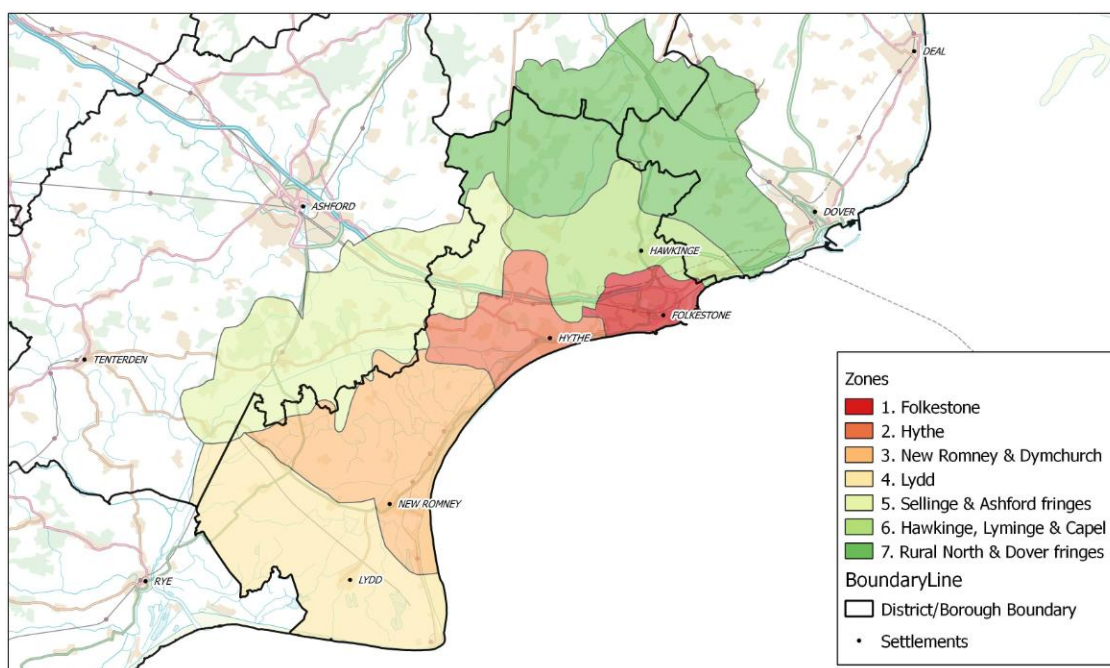 DEAL
ASHFORD
DOVER
HAWKINGE
FOLKESTONE
HYTHE
TENTERDEN
NEW ROMNEY
RYE
LYDD
Zones
1. Folkestone
2. Hythe
3. New Romney & Dymchurch
4. Lydd
5. Sellinge & Ashford fringes
6. Hawkinge, Lyminge & Capel
7. Rural North & Dover fringes
BoundaryLine
District/Borough Boundary
Settlements